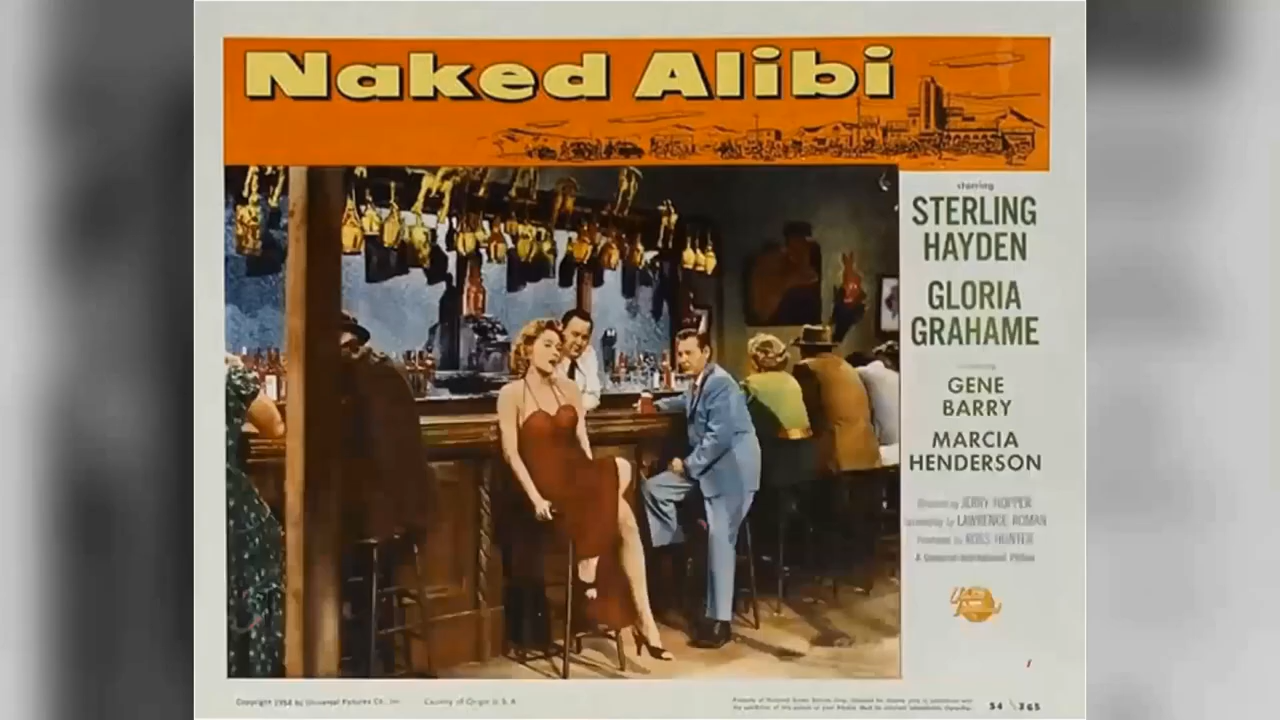 Naked Alibi
starring
STERLING
HAYDEN
GLORIA
GRAHAME
GENE
BARRY
MARCIA
HENDERSON
Directed by JERRY HOPPER
Screenplay by LAWRENCE ROMAN
Produced by ROSS HUNTER
A Universal-International Picture
Copyright 1954 by Universal Pictures Co., Inc.
Country of Origin U. S. A.
54 365